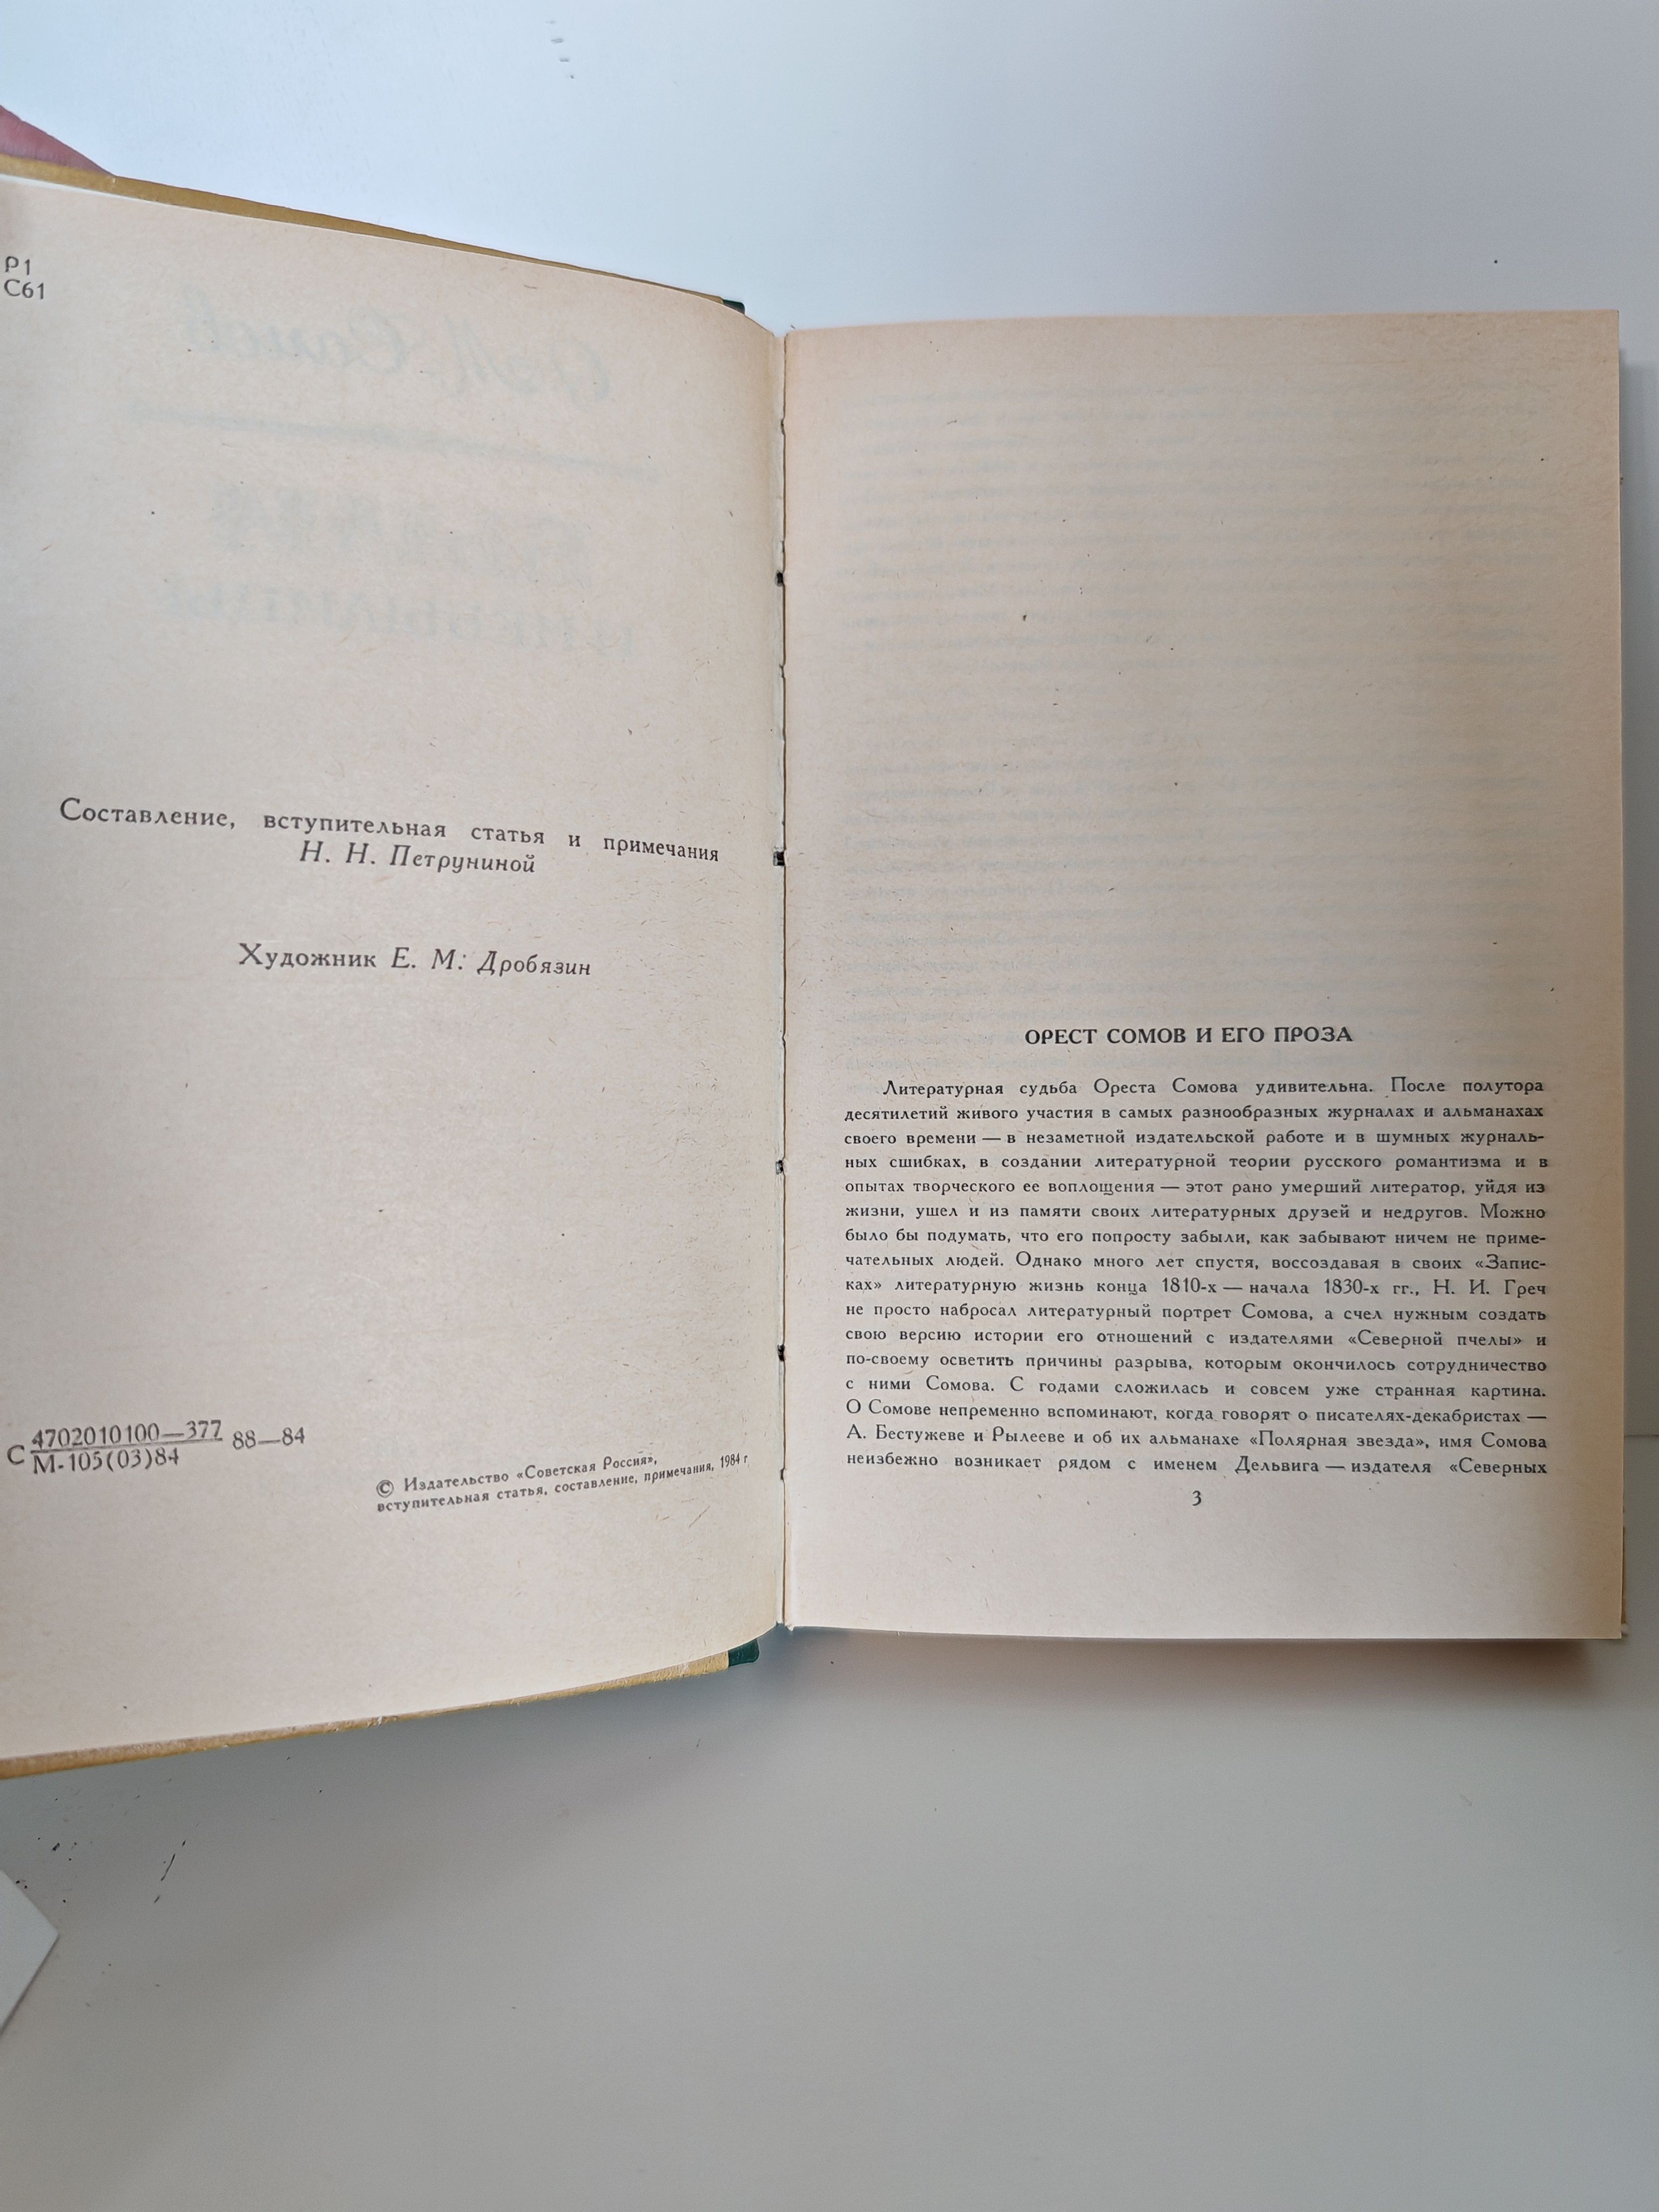 Р1
С61
Составление, вступительная статья и примечания
Н. Н. Петруниной
Художник Е. М. Дробязин
С 4702010100—377 88—84
М-105(03)84
© Издательство «Советская Россия»,
вступительная статья, составление, примечания, 1984 г
ОРЕСТ СОМОВ И ЕГО ПРОЗА
Литературная судьба Ореста Сомова удивительна. После полутора
десятилетий живого участия в самых разнообразных журналах и альманахах
своего времени — в незаметной издательской работе и в шумных журналь-
ных сшибках, в создании литературной теории русского романтизма и в
опытах творческого ее воплощения — этот рано умерший литератор, уйдя из
жизни, ушел и из памяти своих литературных друзей и недругов. Можно
было бы подумать, что его попросту забыли, как забывают ничем не приме-
чательных людей. Однако много лет спустя, воссоздавая в своих «Запис-
ках» литературную жизнь конца 1810-х — начала 1830-х гг., Н. И. Греч
не просто набросал литературный портрет Сомова, а счел нужным создать
свою версию истории его отношений с издателями «Северной пчелы» и
по-своему осветить причины разрыва, которым окончилось сотрудничество
с ними Сомова. С годами сложилась и совсем уже странная картина.
О Сомове непременно вспоминают, когда говорят о писателях-декабристах —
А. Бестужеве и Рылееве и об их альманахе «Полярная звезда», имя Сомова
неизбежно возникает рядом с именем Дельвига — издателя «Северных
3